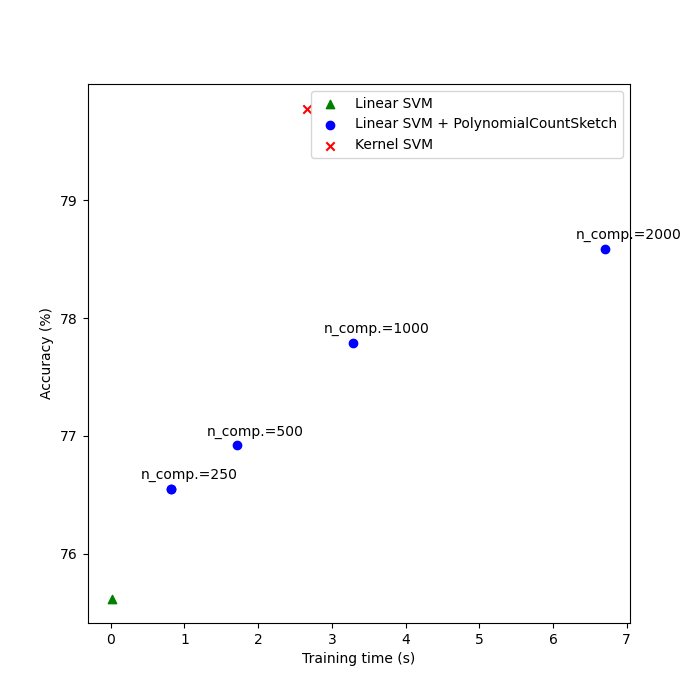 Linear SVM
Linear SVM + PolynomialCountSketch
Kernel SVM
79
78
77
76
n_comp.=2000
n_comp.=1000
n_comp.=500
n_comp.=250
Accuracy (%)
0 1 2 3 4 5 6 7
Training time (s)